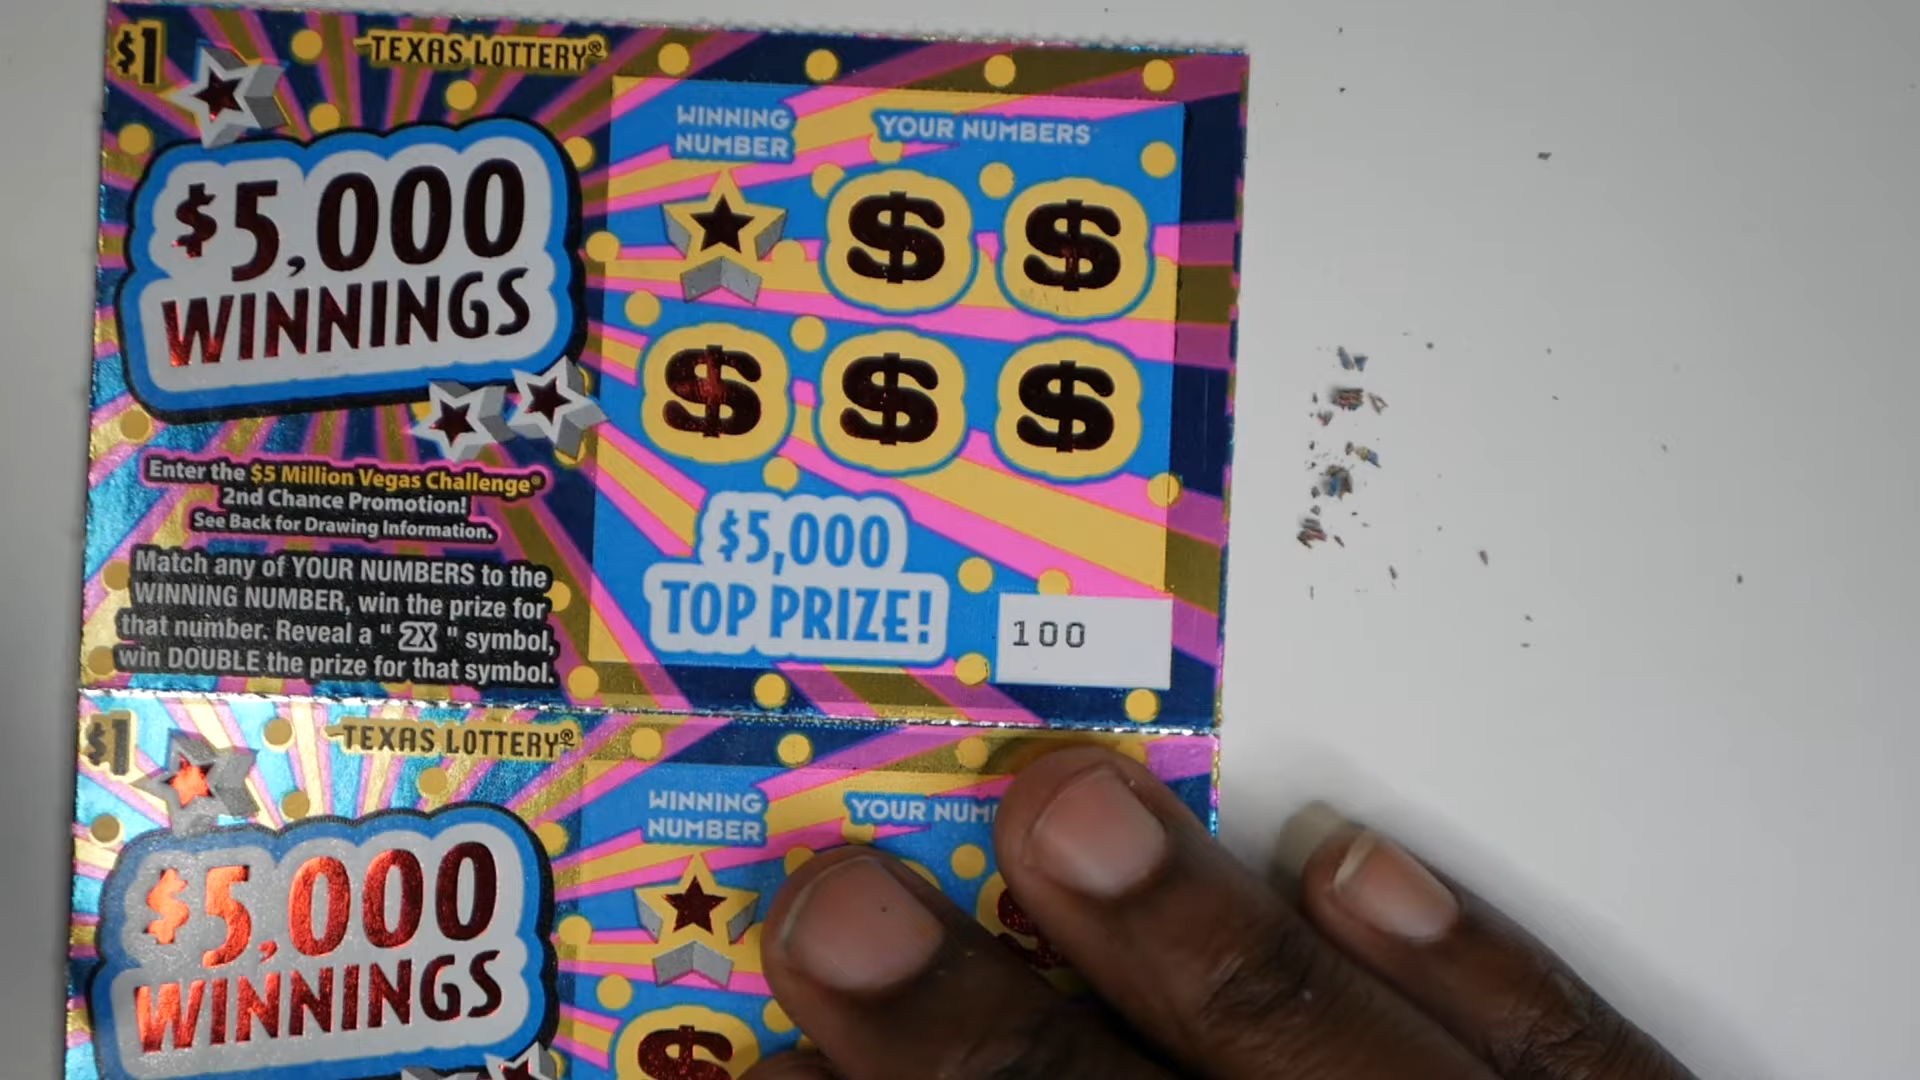 $1
TEXAS LOTTERY®
$5,000
WINNINGS
Enter the $5 Million Vegas Challenge®
2nd Chance Promotion!
See Back for Drawing Information.
Match any of YOUR NUMBERS to the
WINNING NUMBER, win the prize for
that number. Reveal a "2X" symbol,
win DOUBLE the prize for that symbol.
WINNING
NUMBER
YOUR NUMBERS
$ $
$ $ $
$5,000
TOP PRIZE!
100
$1
TEXAS LOTTERY®
$5,000
WINNINGS
WINNING
NUMBER
YOUR
$